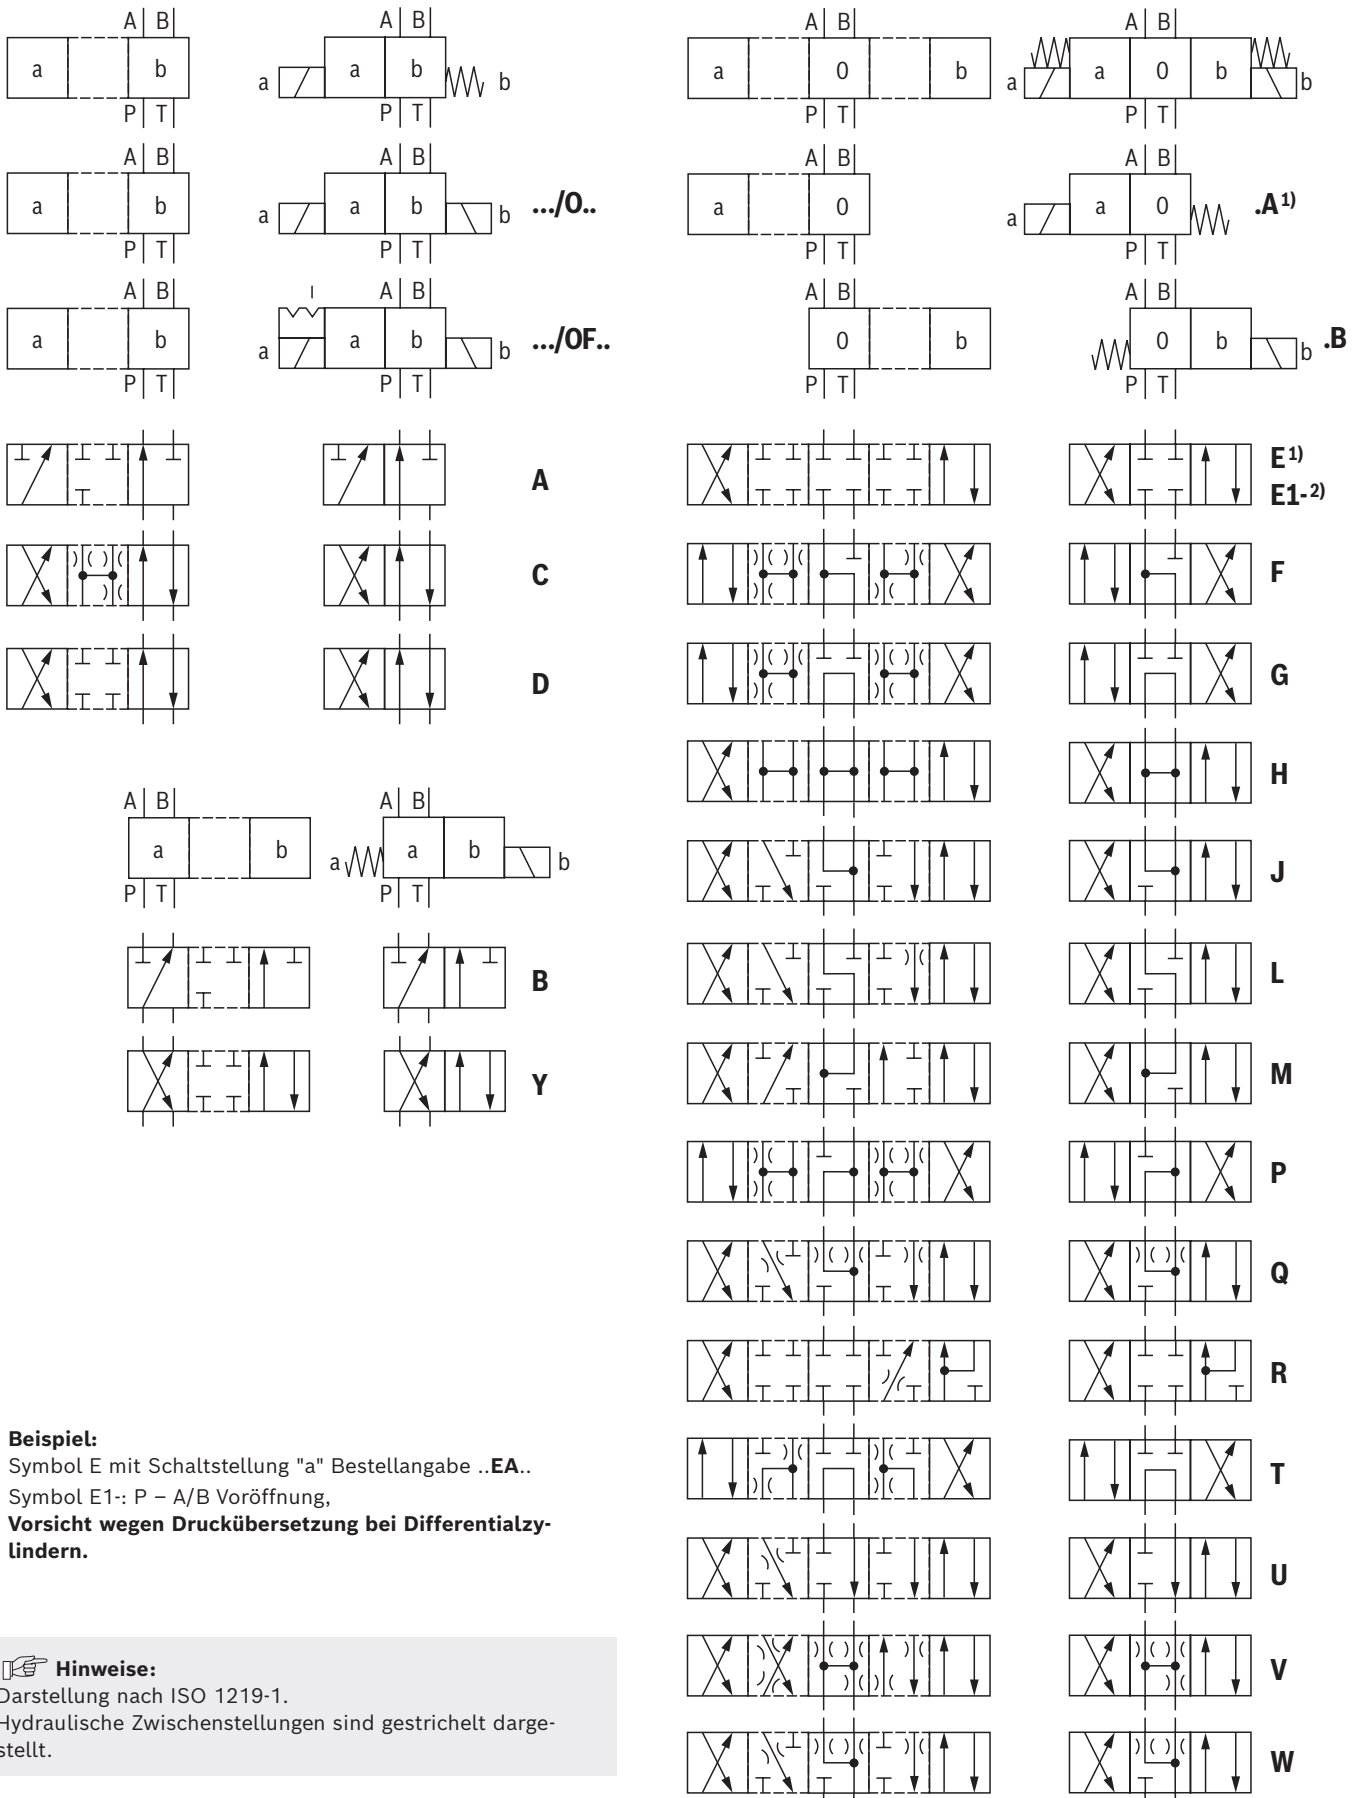 A B
a b
P T
A B
a a b b
P T
A B
a 0 b
P T
A B
a a 0 b b
P T
A B
a b
P T
A B
a a b b .../O..
P T
A B
a 0
P T
A B
a a 0 .A¹⁾
P T
A B
a b
P T
A B
a a b b .../OF..
P T
A B
0 b
P T
A B
0 b b .B
P T
A
C
D
A B
a b
P T
A B
a a b b
P T
B
Y
E¹⁾
E1-²⁾
F
G
H
J
L
M
P
Q
R
T
U
V
W
Beispiel:
Symbol E mit Schaltstellung "a" Bestellangabe ..EA..
Symbol E1-: P – A/B Voröffnung,
Vorsicht wegen Druckübersetzung bei Differentialzy-
lindern.
Hinweise:
Darstellung nach ISO 1219-1.
Hydraulische Zwischenstellungen sind gestrichelt darge-
stellt.